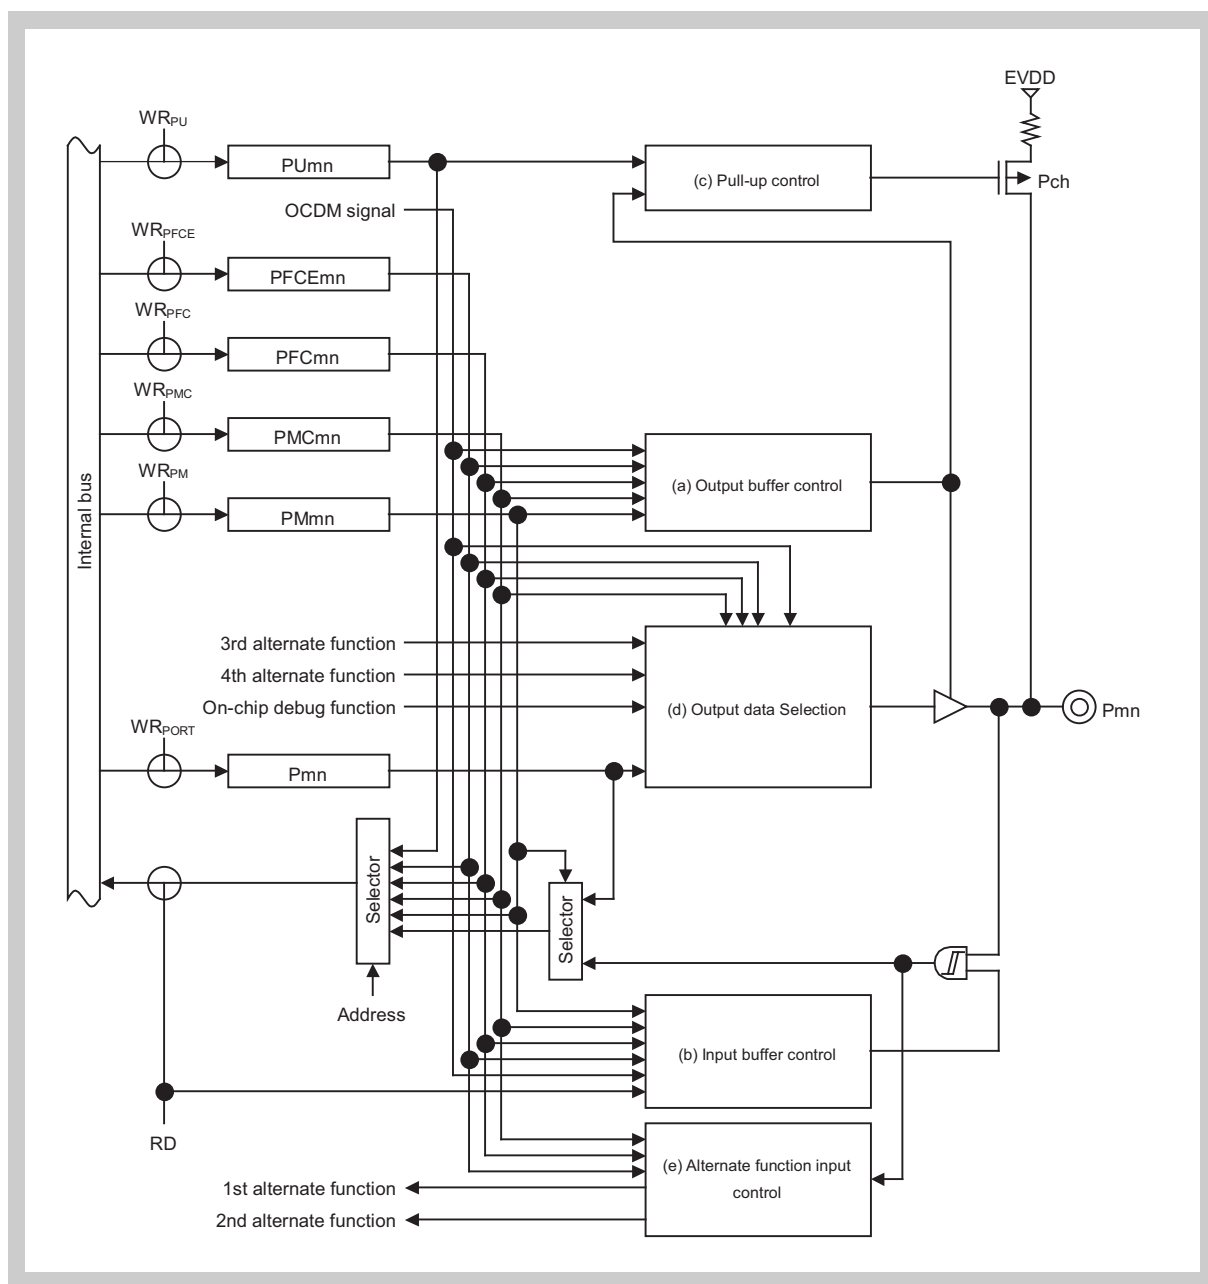 EVDD
WRPU
PUmn
(c) Pull-up control
Pch
OCDM signal
WRPFCE
PFCEmn
WRPFC
PFCmn
WRPMC
PMCmn
WRPM
PMmn
(a) Output buffer control
Internal bus
3rd alternate function
4th alternate function
On-chip debug function
(d) Output data Selection
Pmn
WRPORT
Pmn
Selector
Selector
Address
(b) Input buffer control
RD
(e) Alternate function input
control
1st alternate function
2nd alternate function